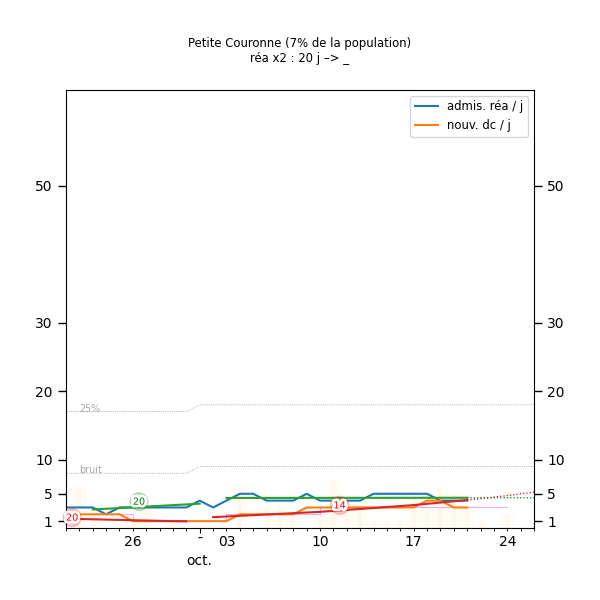 Petite Couronne (7% de la population)
réa x2 : 20 j –> _
admis. réa / j
nouv. dc / j
50 50
30 30
20 20
25%
10 10
bruit
5 5
20
14
20
1 1
26 - 03 10 17 24
oct.